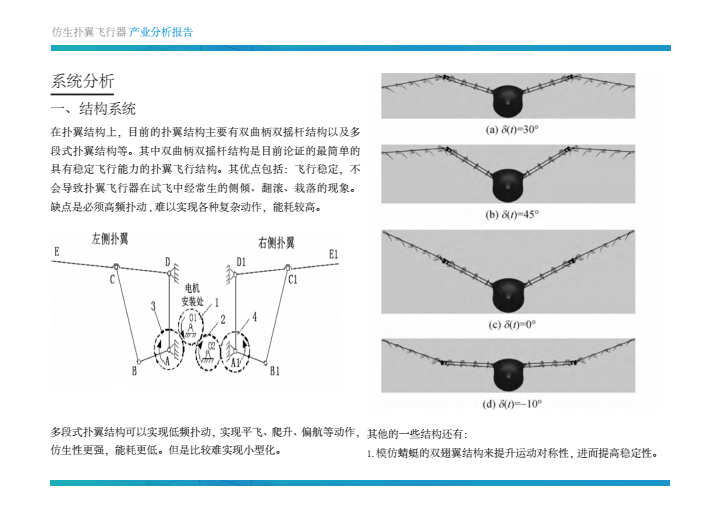 仿生扑翼飞行器 产业分析报告
系统分析
一、结构系统
在扑翼结构上，目前的扑翼结构主要有双曲柄双摇杆结构以及多
段式扑翼结构等。其中双曲柄双摇杆结构是目前论证的最简单的
具有稳定飞行能力的扑翼飞行结构。其优点包括：飞行稳定，不
会导致扑翼飞行器在试飞中经常生的侧倾、翻滚、栽落的现象。
缺点是必须高频扑动，难以实现各种复杂动作，能耗较高。
左侧扑翼
右侧扑翼
E
C
D
D1
C1
E1
电机
安装处
1
3
O1
2
4
O2
B
A
A1
B1
多段式扑翼结构可以实现低频扑动，实现平飞、爬升、偏航等动作，
仿生性更强，能耗更低。但是比较难实现小型化。
(a) δ(t)=30°
(b) δ(t)=45°
(c) δ(t)=0°
(d) δ(t)=–10°
其他的一些结构还有：
1. 模仿蜻蜓的双翅翼结构来提升运动对称性，进而提高稳定性。